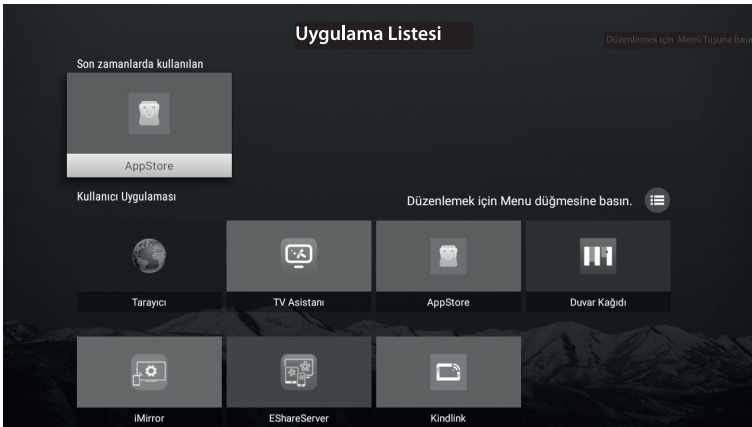 Uygulama Listesi
Düzenlemek için Menü Tuşuna bası
Son zamanlarda kullanılan
AppStore
Kullanıcı Uygulaması
Düzenlemek için Menu düğmesine basın.
Tarayıcı
TV Asistanı
AppStore
Duvar Kağıdı
iMirror
EShareServer
Kindlink